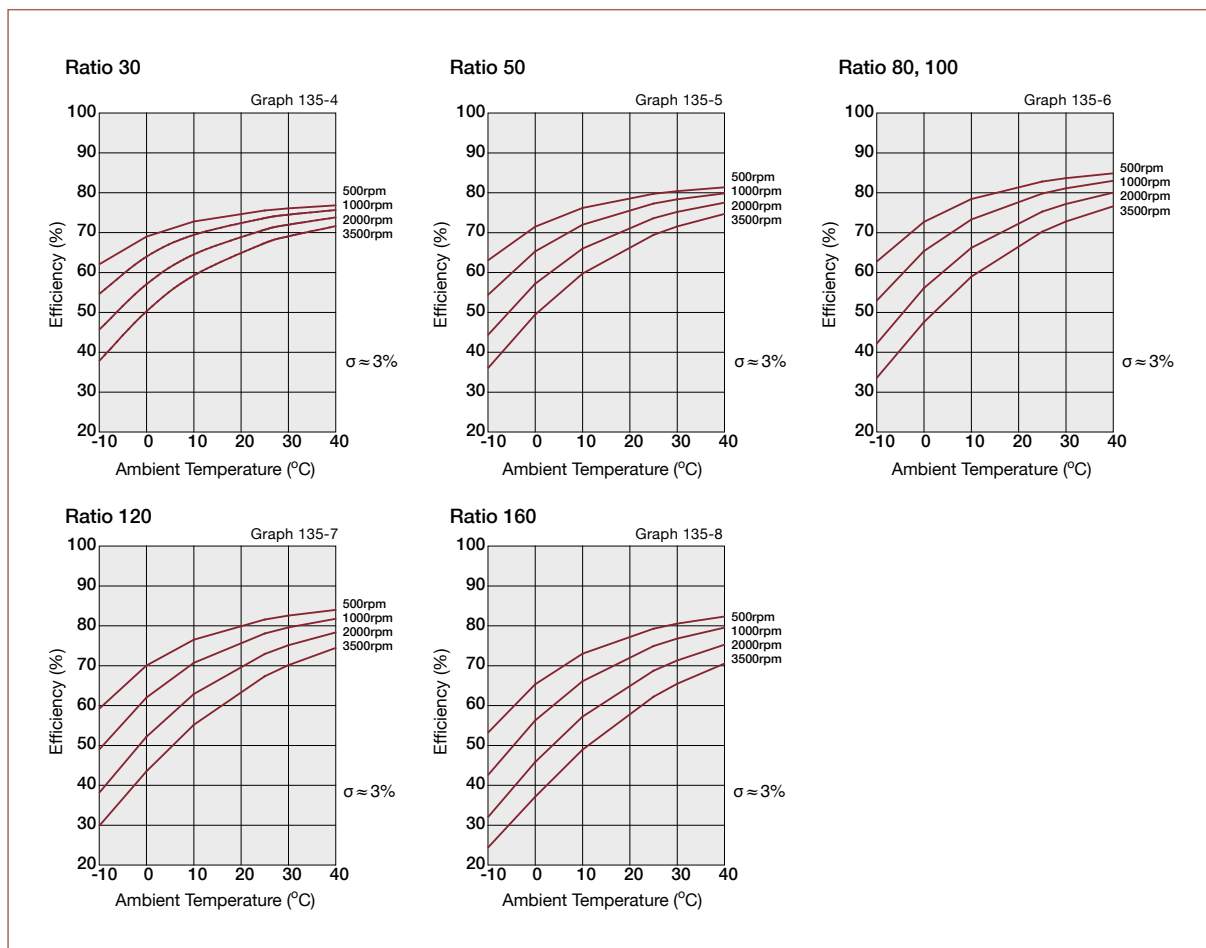 Ratio 30
Graph 135-4
100
90
80
70
60
50
40
30
20
Efficiency (%)
-10 0 10 20 30 40
Ambient Temperature (°C)
500rpm
1000rpm
2000rpm
3500rpm
σ≈3%
Ratio 50
Graph 135-5
100
90
80
70
60
50
40
30
20
Efficiency (%)
-10 0 10 20 30 40
Ambient Temperature (°C)
500rpm
1000rpm
2000rpm
3500rpm
σ≈3%
Ratio 80, 100
Graph 135-6
100
90
80
70
60
50
40
30
20
Efficiency (%)
-10 0 10 20 30 40
Ambient Temperature (°C)
500rpm
1000rpm
2000rpm
3500rpm
σ≈3%
Ratio 120
Graph 135-7
100
90
80
70
60
50
40
30
20
Efficiency (%)
-10 0 10 20 30 40
Ambient Temperature (°C)
500rpm
1000rpm
2000rpm
3500rpm
σ≈3%
Ratio 160
Graph 135-8
100
90
80
70
60
50
40
30
20
Efficiency (%)
-10 0 10 20 30 40
Ambient Temperature (°C)
500rpm
1000rpm
2000rpm
3500rpm
σ≈3%